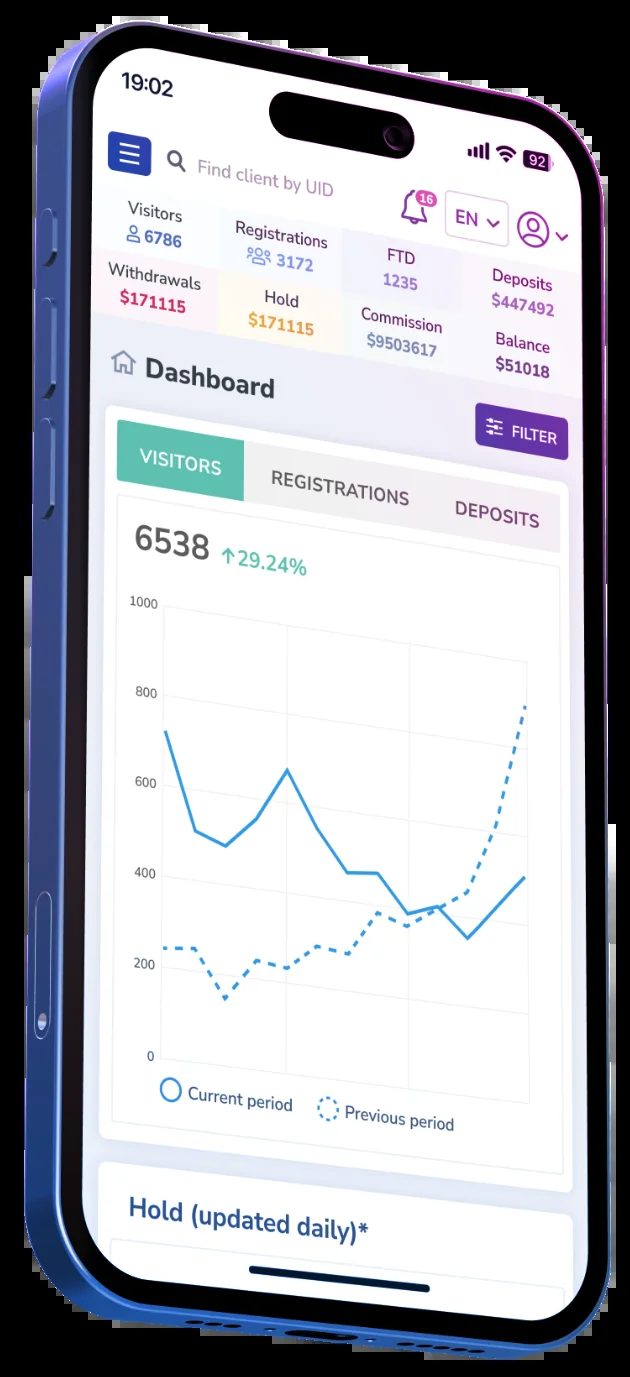 19:02
92
Find client by UID
16
EN
Visitors
6786
Registrations
3172
FTD
1235
Deposits
$447492
Withdrawals
$171115
Hold
$171115
Commission
$9503617
Balance
$51018
Dashboard
FILTER
VISITORS
REGISTRATIONS
DEPOSITS
6538
↑29.24%
1000
800
600
400
200
0
Current period
Previous period
Hold (updated daily)*